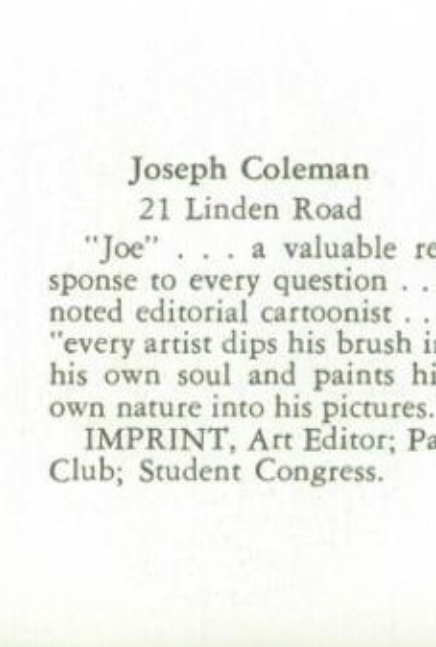 Joseph Coleman
21 Linden Road
"Joe" . . . a valuable re
sponse to every question . . .
noted editorial cartoonist . .
"every artist dips his brush i
his own soul and paints hi
own nature into his pictures.
IMPRINT, Art Editor; Pa
Club; Student Congress.